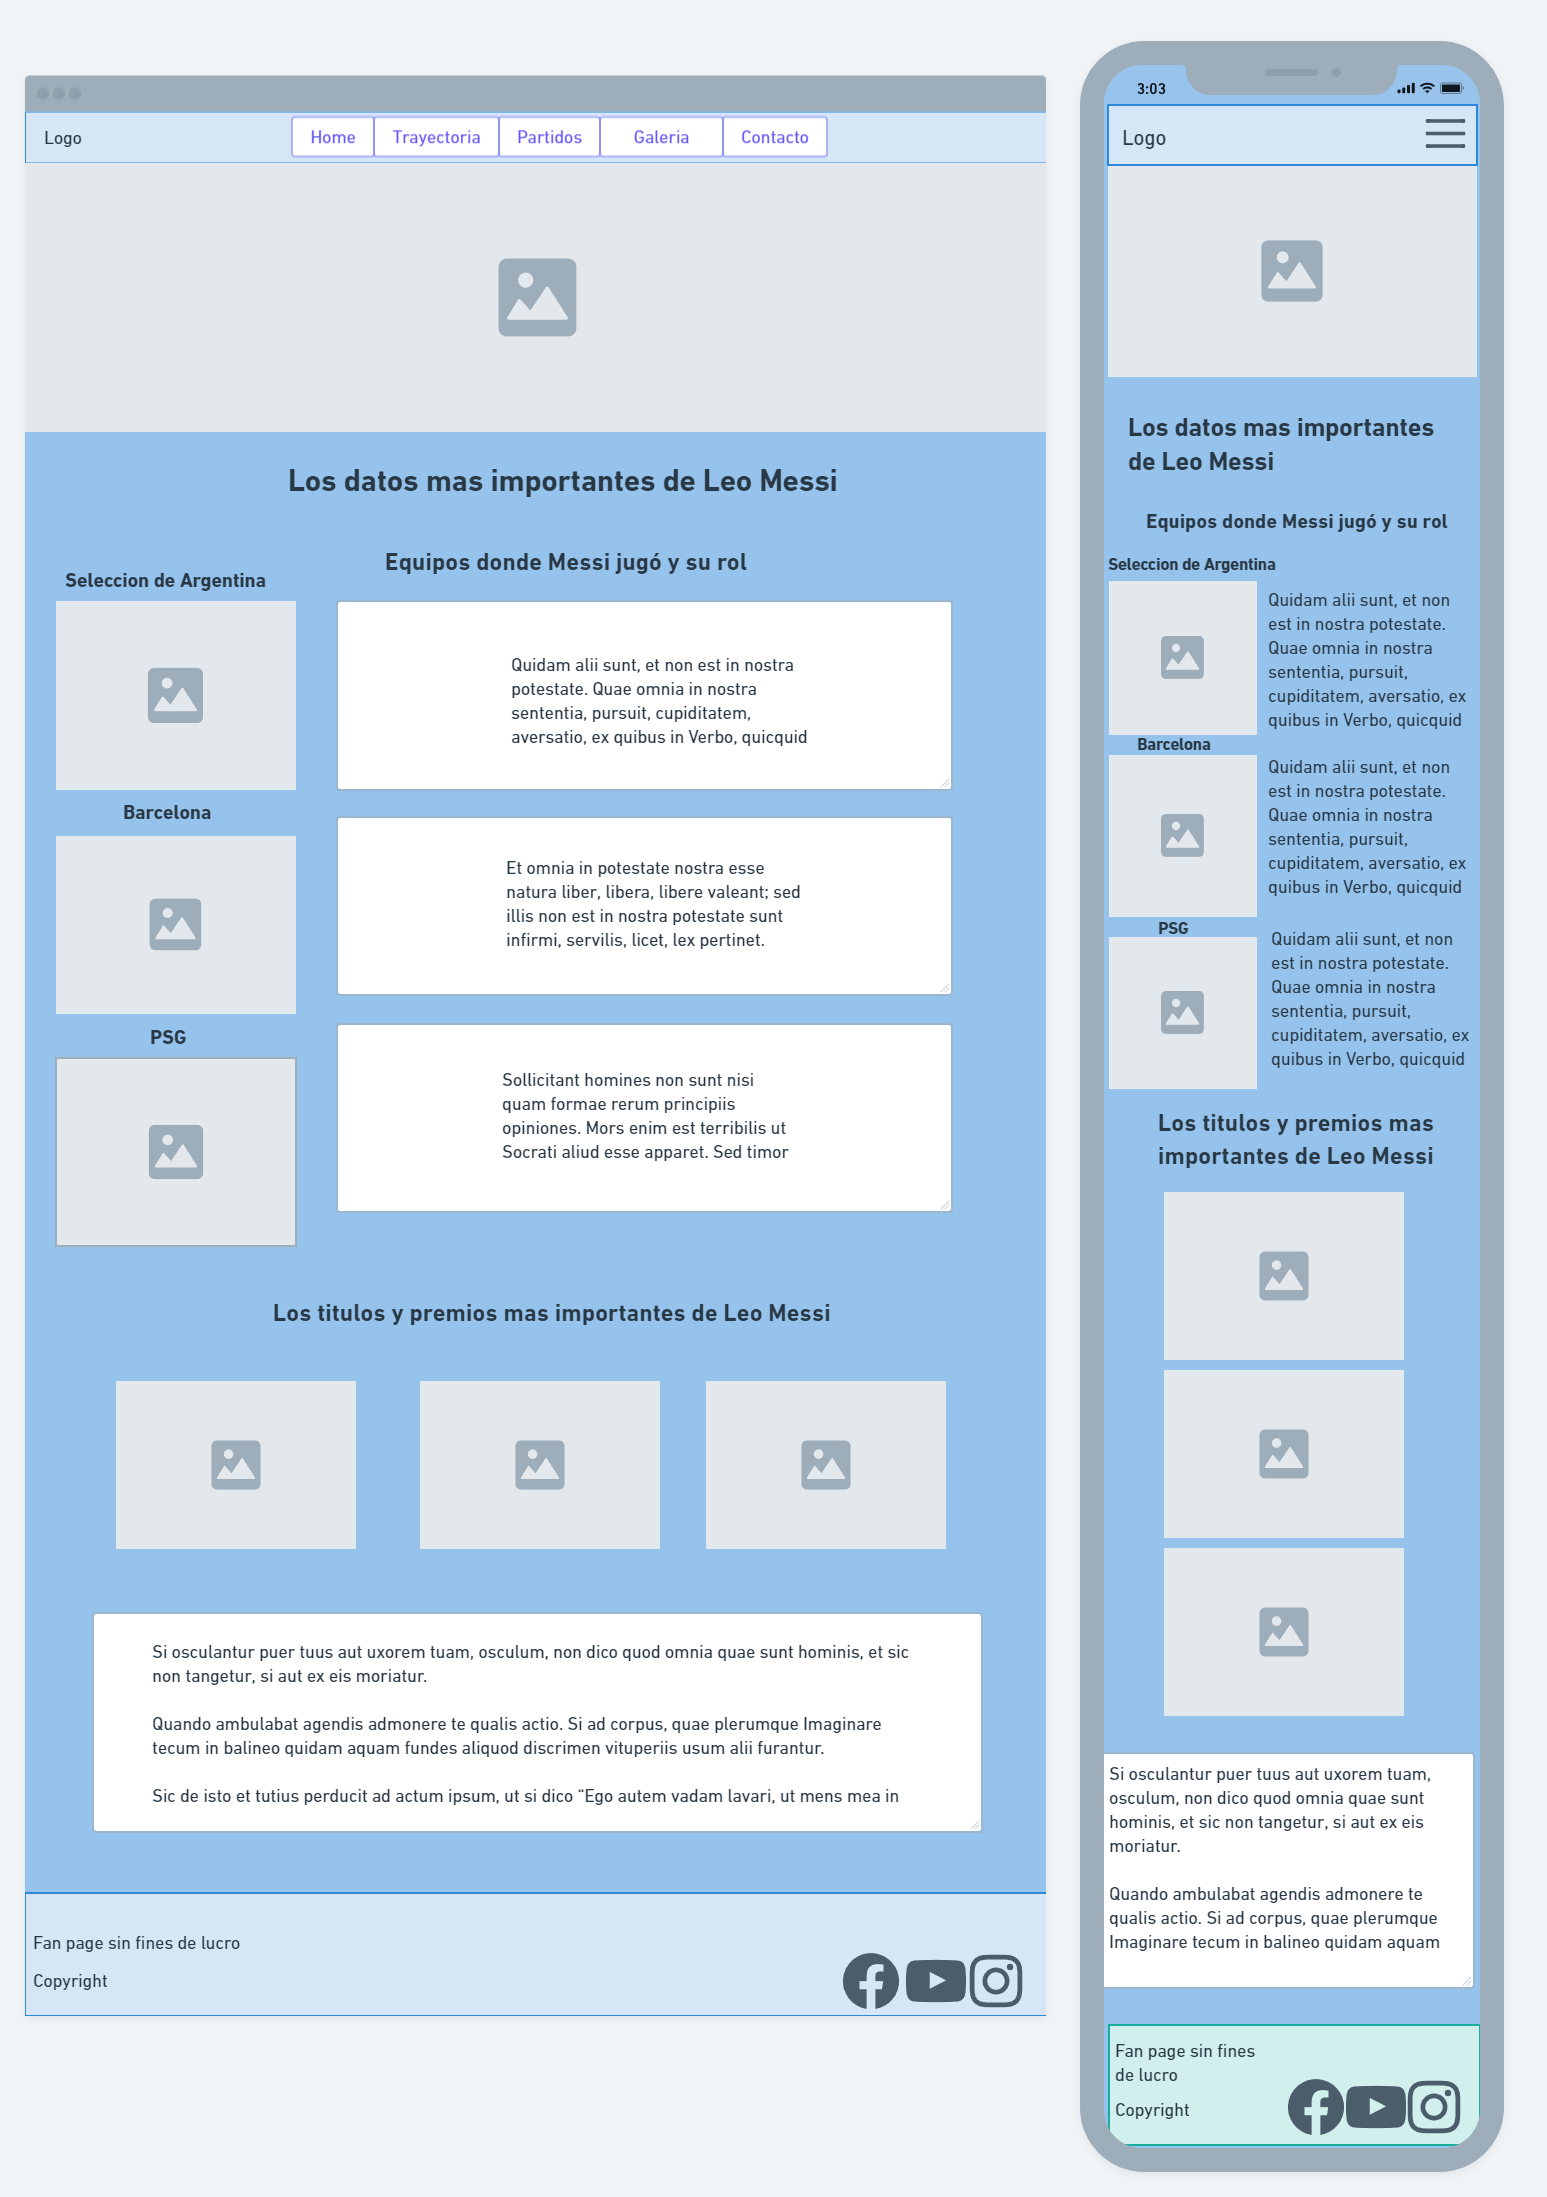 Logo
Home
Trayectoria
Partidos
Galeria
Contacto
Los datos mas importantes de Leo Messi
Equipos donde Messi jugó y su rol
Seleccion de Argentina
Quidam alii sunt, et non est in nostra
potestate. Quae omnia in nostra
sententia, pursuit, cupiditatem,
aversatio, ex quibus in Verbo, quicquid
Barcelona
Et omnia in potestate nostra esse
natura liber, libera, libere valeant; sed
illis non est in nostra potestate sunt
infirmi, servilis, licet, lex pertinet.
PSG
Sollicitant homines non sunt nisi
quam formae rerum principiis
opiniones. Mors enim est terribilis ut
Socrati aliud esse apparet. Sed timor
Los titulos y premios mas importantes de Leo Messi
Si osculantur puer tuus aut uxorem tuam, osculum, non dico quod omnia quae sunt hominis, et sic
non tangetur, si aut ex eis moriatur.
Quando ambulabat agendis admonere te qualis actio. Si ad corpus, quae plerumque Imaginare
tecum in balineo quidam aquam fundes aliquod discrimen vituperiis usum alii furantur.
Sic de isto et tutius perducit ad actum ipsum, ut si dico “Ego autem vadam lavari, ut mens mea in
Fan page sin fines de lucro
Copyright
3:03
Logo
Los datos mas importantes
de Leo Messi
Equipos donde Messi jugó y su rol
Seleccion de Argentina
Quidam alii sunt, et non
est in nostra potestate.
Quae omnia in nostra
sententia, pursuit,
cupiditatem, aversatio, ex
quibus in Verbo, quicquid
Barcelona
Quidam alii sunt, et non
est in nostra potestate.
Quae omnia in nostra
sententia, pursuit,
cupiditatem, aversatio, ex
quibus in Verbo, quicquid
PSG
Quidam alii sunt, et non
est in nostra potestate.
Quae omnia in nostra
sententia, pursuit,
cupiditatem, aversatio, ex
quibus in Verbo, quicquid
Los titulos y premios mas
importantes de Leo Messi
Si osculantur puer tuus aut uxorem tuam,
osculum, non dico quod omnia quae sunt
hominis, et sic non tangetur, si aut ex eis
moriatur.
Quando ambulabat agendis admonere te
qualis actio. Si ad corpus, quae plerumque
Imaginare tecum in balineo quidam aquam
Fan page sin fines
de lucro
Copyright